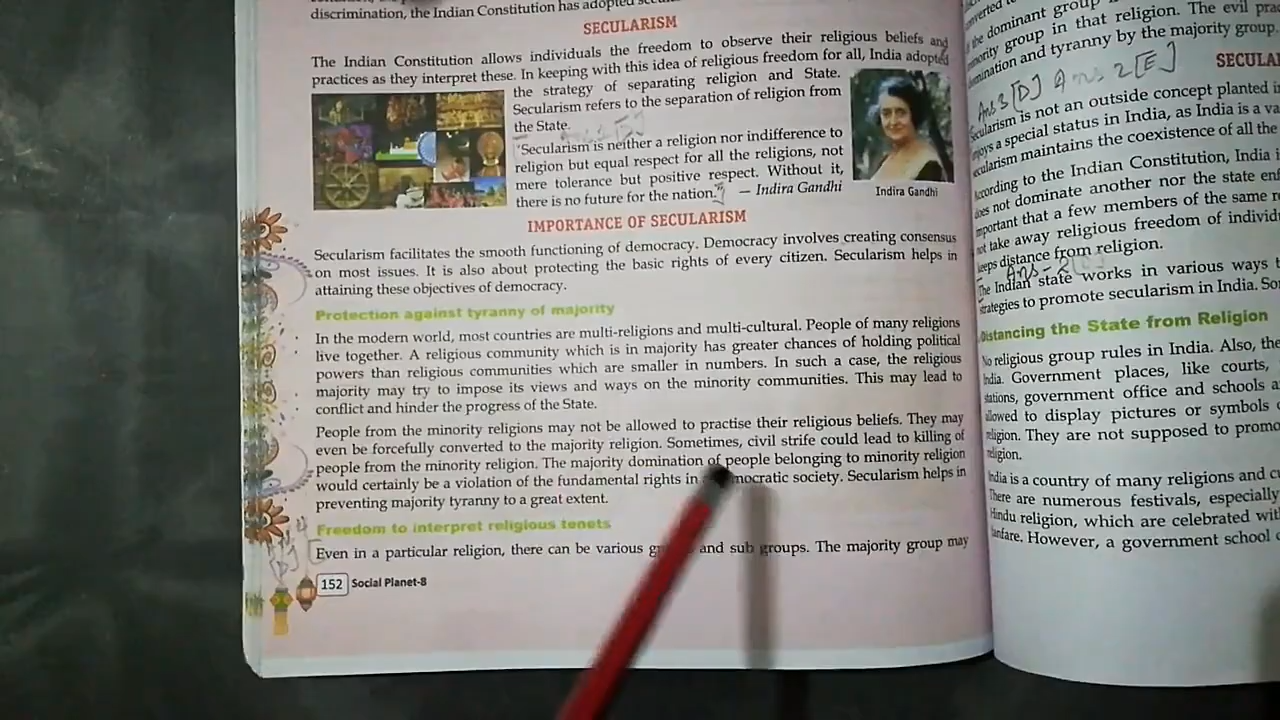 discrimination, the Indian Constitution has adopted
SECULARISM
The Indian Constitution allows individuals the freedom to observe their religious beliefs and
practices as they interpret these. In keeping with this idea of religious freedom for all, India adopted
the strategy of separating religion and State.
Secularism refers to the separation of religion from
the State.
'Secularism is neither a religion nor indifference to
religion but equal respect for all the religions, not
mere tolerance but positive respect. Without it,
there is no future for the nation." — Indira Gandhi
Indira Gandhi
IMPORTANCE OF SECULARISM
Secularism facilitates the smooth functioning of democracy. Democracy involves creating consensus
on most issues. It is also about protecting the basic rights of every citizen. Secularism helps in
attaining these objectives of democracy.
Protection against tyranny of majority
In the modern world, most countries are multi-religions and multi-cultural. People of many religions
live together. A religious community which is in majority has greater chances of holding political
powers than religious communities which are smaller in numbers. In such a case, the religious
majority may try to impose its views and ways on the minority communities. This may lead to
conflict and hinder the progress of the State.
People from the minority religions may not be allowed to practise their religious beliefs. They may
even be forcefully converted to the majority religion. Sometimes, civil strife could lead to killing of
people from the minority religion. The majority domination of people belonging to minority religion
would certainly be a violation of the fundamental rights in mocratic society. Secularism helps in
preventing majority tyranny to a great extent.
Freedom to interpret religious tenets
[D] Even in a particular religion, there can be various and sub groups. The majority group may
152 Social Planet-8
converted to
the dominant group
minority group in that religion. The evil prac
domination and tyranny by the majority group.
Ans 3 [D] Ans 2 [E]
SECULA
Secularism is not an outside concept planted i
enjoys a special status in India, as India is a va
secularism maintains the coexistence of all the
According to the Indian Constitution, India i
does not dominate another nor the state enf
important that a few members of the same r
not take away religious freedom of individ
keeps distance from religion.
Ans-2
The Indian state works in various ways t
strategies to promote secularism in India. So
Distancing the State from Religion
No religious group rules in India. Also, the
India. Government places, like courts,
stations, government office and schools a
allowed to display pictures or symbols
religion. They are not supposed to promo
religion.
India is a country of many religions and c
There are numerous festivals, especially
Hindu religion, which are celebrated wit
fanfare. However, a government school